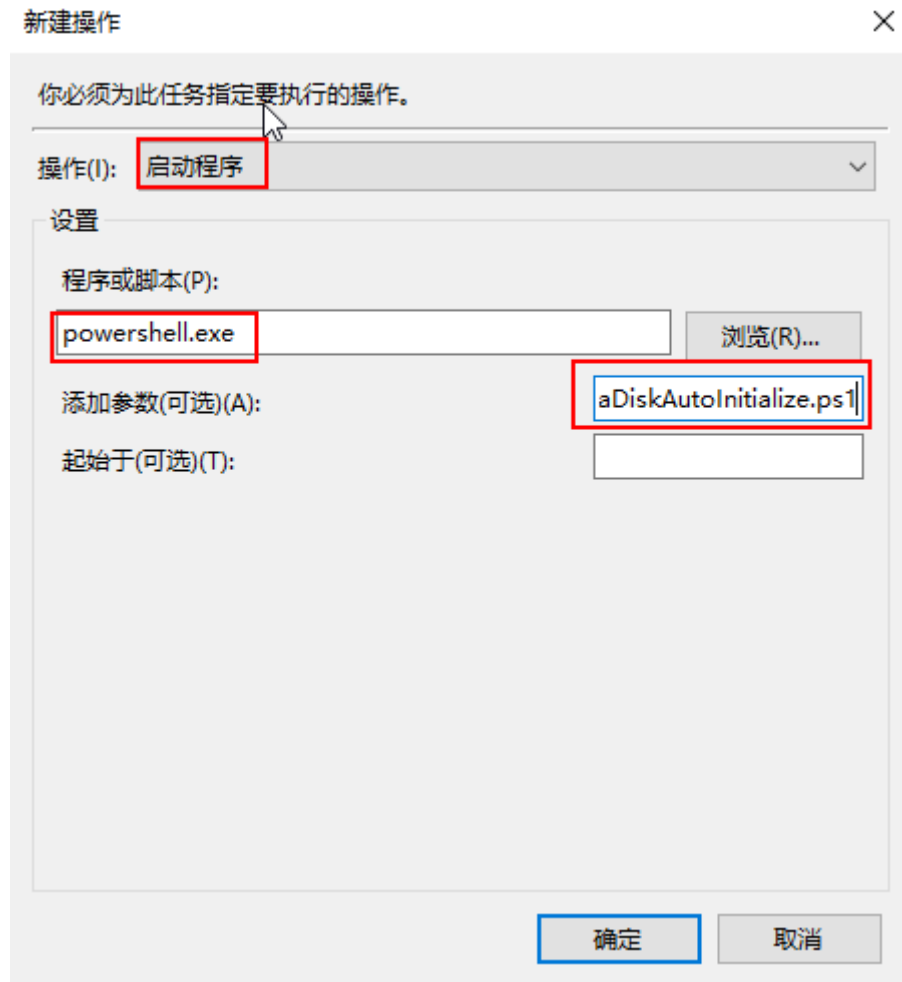 新建操作
你必须为此任务指定要执行的操作。
操作(I): 启动程序
设置
程序或脚本(P):
powershell.exe 浏览(R)...
添加参数(可选)(A): aDiskAutoInitialize.ps1
起始于(可选)(T):
确定 取消